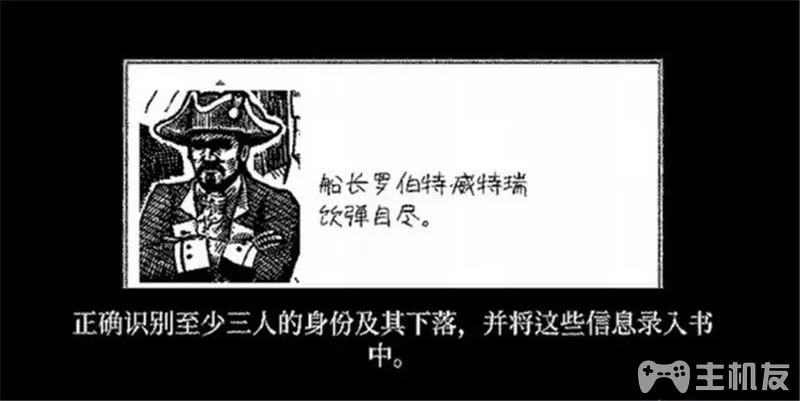 船长罗伯特威特瑞
饮弹自尽。
正确识别至少三人的身份及其下落，并将这些信息录入书
中。
主机友